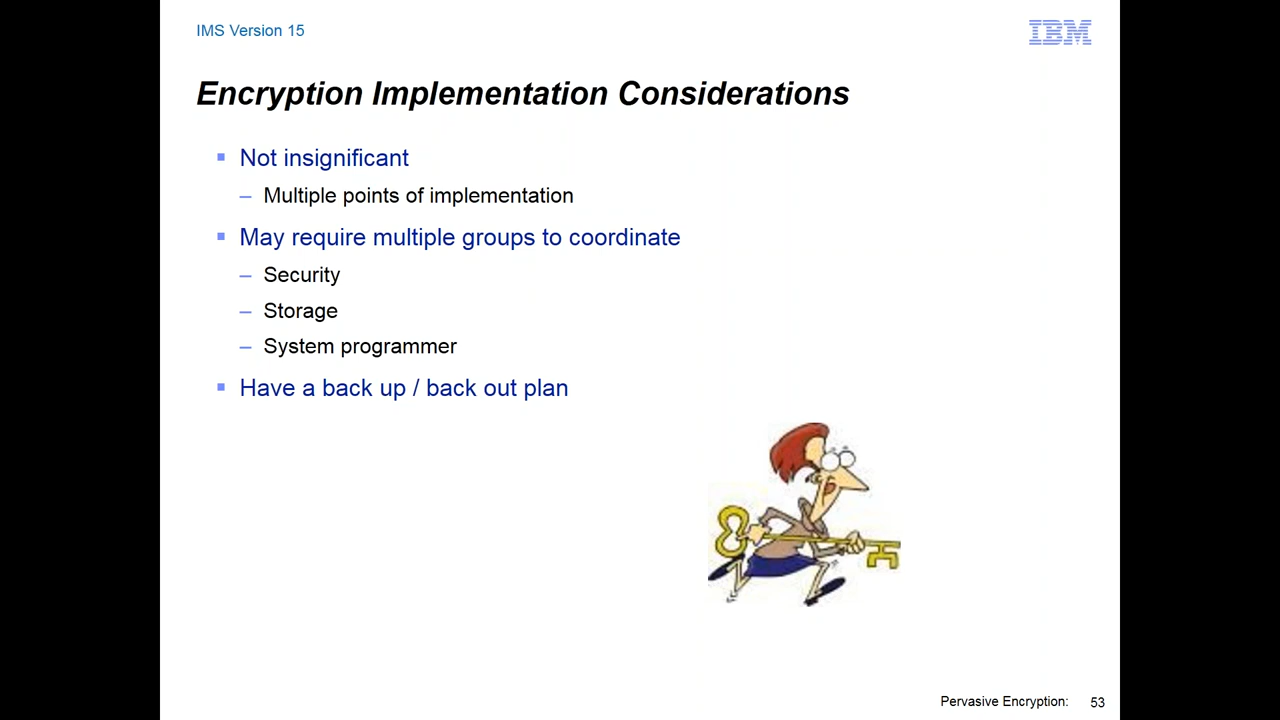 IMS Version 15
IBM
Encryption Implementation Considerations
▪ Not insignificant
– Multiple points of implementation
▪ May require multiple groups to coordinate
– Security
– Storage
– System programmer
▪ Have a back up / back out plan
Pervasive Encryption: 53